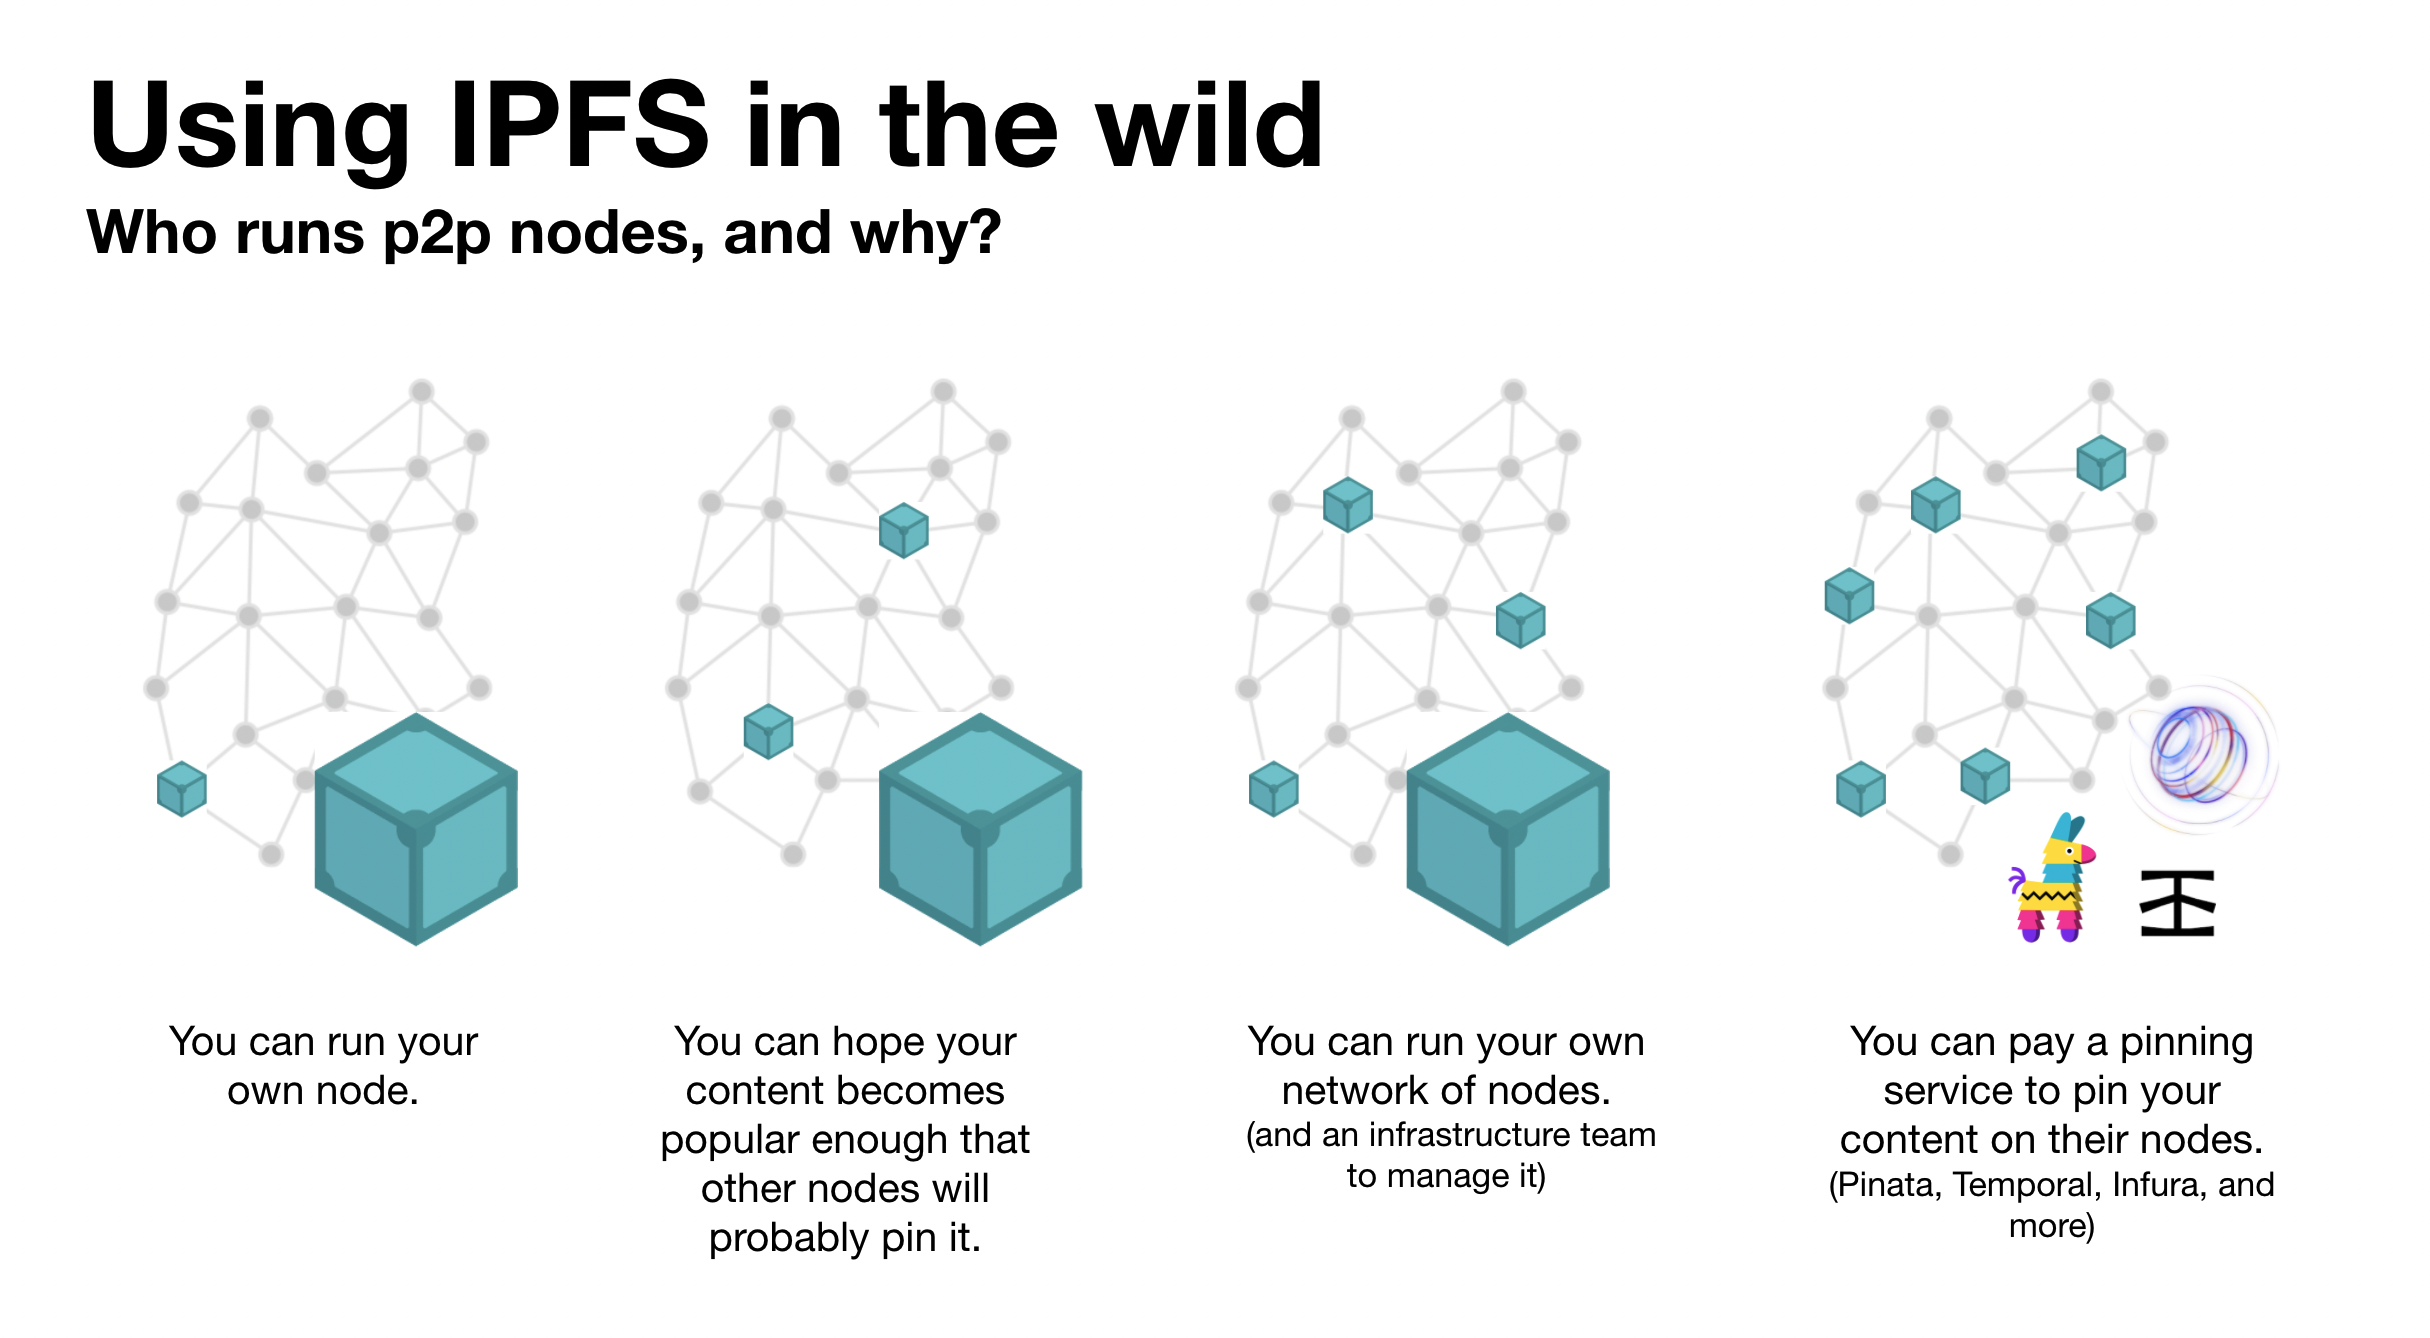 Using IPFS in the wild
Who runs p2p nodes, and why?
You can run your
own node.
You can hope your
content becomes
popular enough that
other nodes will
probably pin it.
You can run your own
network of nodes.
(and an infrastructure team
to manage it)
You can pay a pinning
service to pin your
content on their nodes.
(Pinata, Temporal, Infura, and
more)